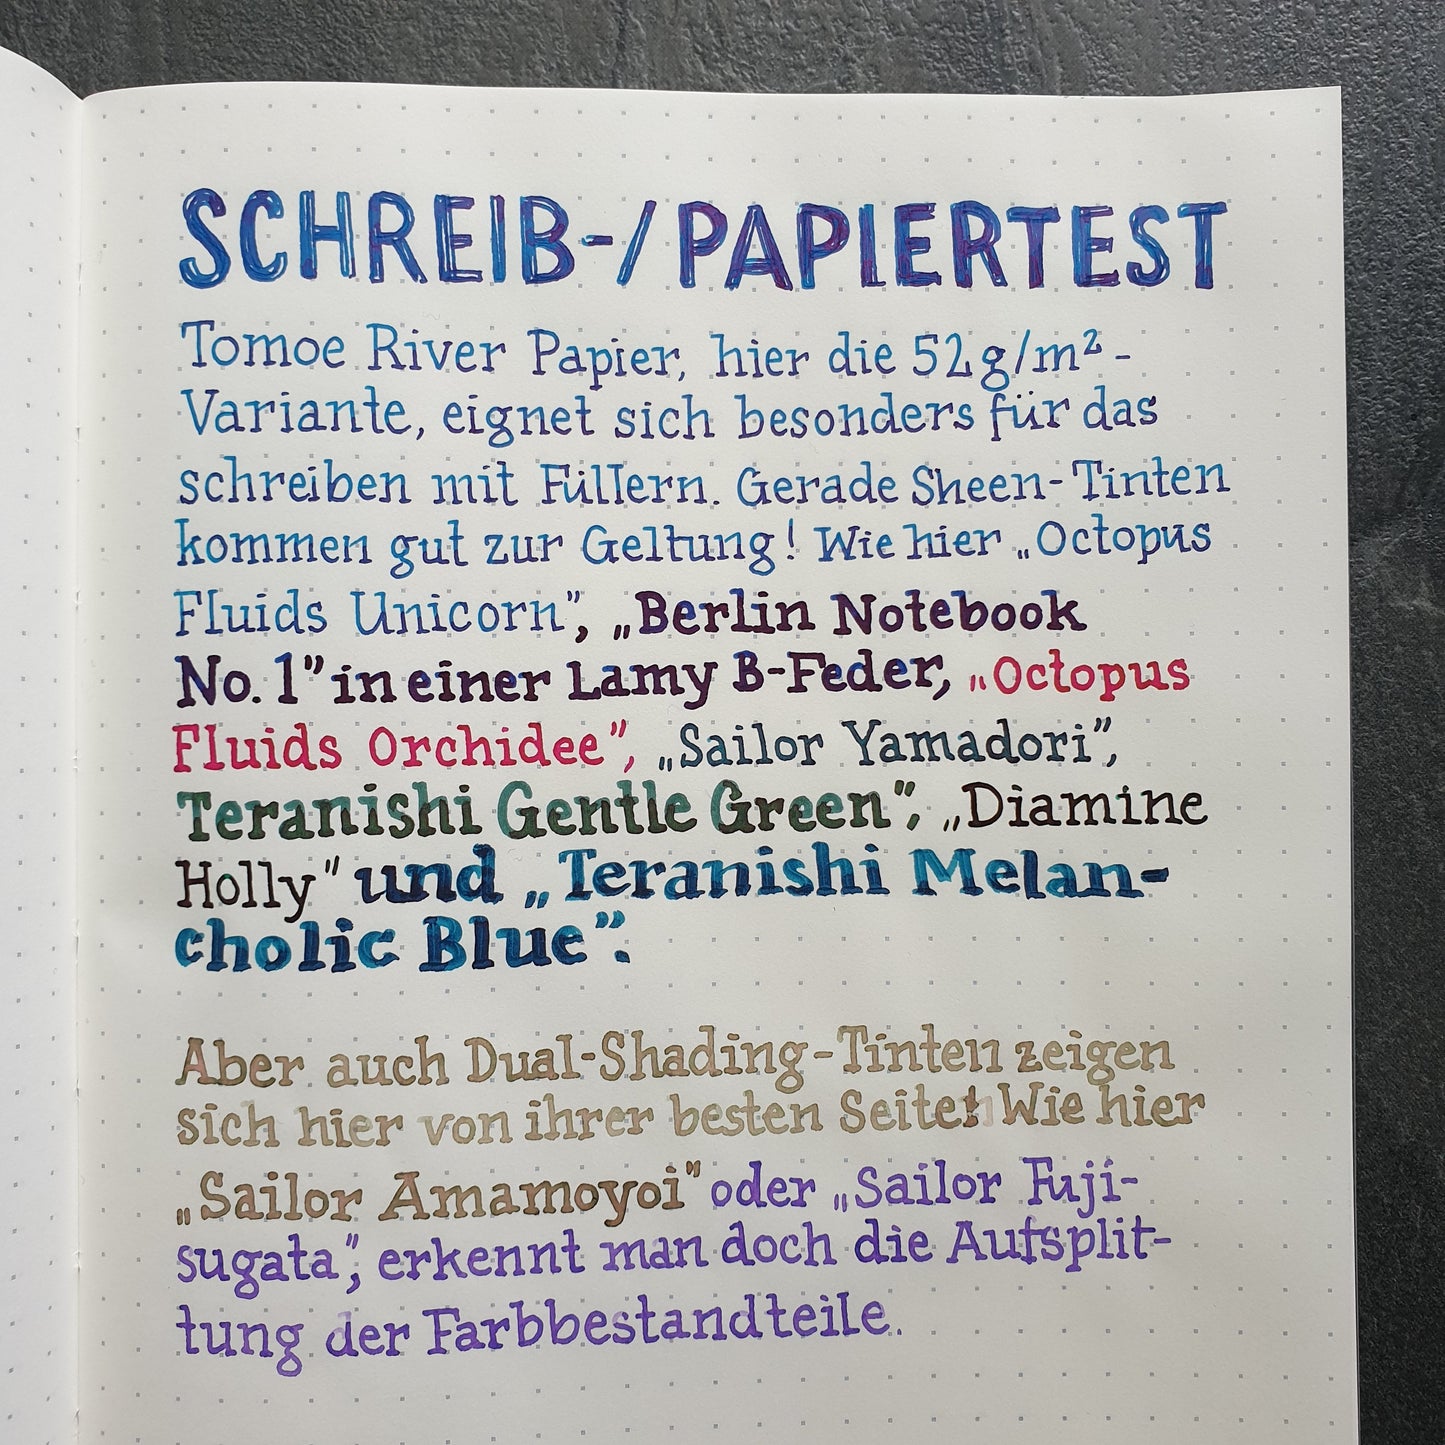 SCHREIB-/PAPIERTEST
Tomoe River Papier, hier die 52g/m²-
Variante, eignet sich besonders für das
schreiben mit Füllern. Gerade Sheen-Tinten
kommen gut zur Geltung! Wie hier „Octopus
Fluids Unicorn”, „Berlin Notebook
No. 1” in einer Lamy B-Feder, „Octopus
Fluids Orchidee”, „Sailor Yamadori”,
Teranishi Gentle Green”, „Diamine
Holly” und „Teranishi Melan-
cholic Blue”.
Aber auch Dual-Shading-Tinten zeigen
sich hier von ihrer besten Seite! Wie hier
„Sailor Amamoyoi” oder „Sailor Fuji-
sugata”, erkennt man doch die Aufsplit-
tung der Farbbestandteile.